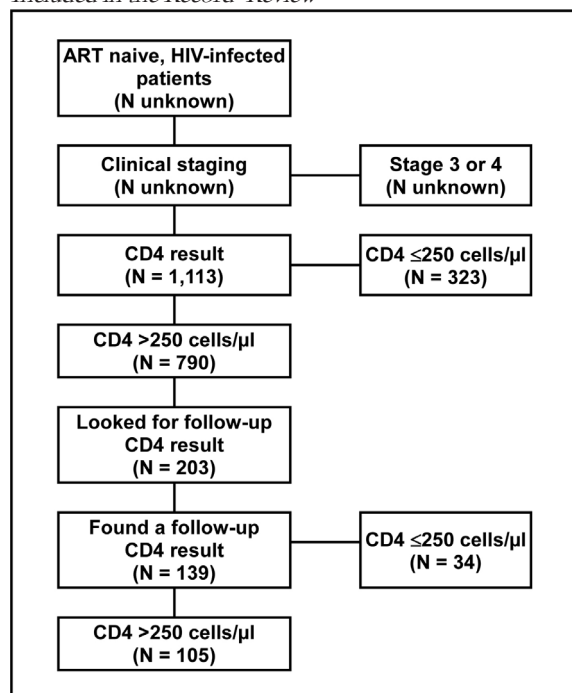 Included in the Record Review
ART naive, HIV-infected
patients
(N unknown)
Clinical staging
(N unknown)
Stage 3 or 4
(N unknown)
CD4 result
(N = 1,113)
CD4 ≤250 cells/µl
(N = 323)
CD4 >250 cells/µl
(N = 790)
Looked for follow-up
CD4 result
(N = 203)
Found a follow-up
CD4 result
(N = 139)
CD4 ≤250 cells/µl
(N = 34)
CD4 >250 cells/µl
(N = 105)